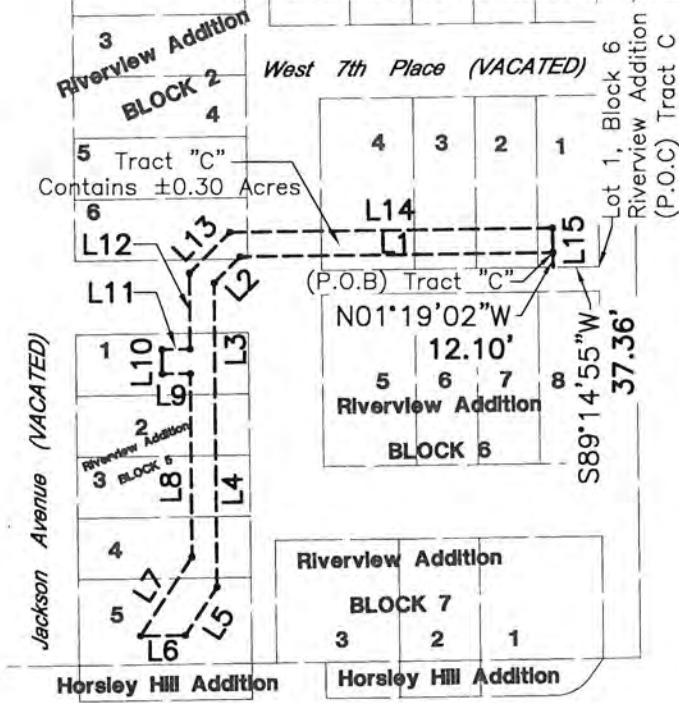 3
Riverview Addition
BLOCK 2
4
5
6
West 7th Place (VACATED)
4
3
2
1
Lot 1, Block 6
Riverview Addition
(P.O.C) Tract C
Tract "C"
Contains ±0.30 Acres
L14
L1
L15
L13
L12
L2
L11
(P.O.B) Tract "C"
N01°19'02"W
12.10'
S89°14'55"W
37.36'
Jackson Avenue (VACATED)
1
L10
L9
L3
2
Riverview Addition
3
BLOCK 5
L8
L4
4
5
L7
L5
L6
5
6
7
8
Riverview Addition
BLOCK 6
Riverview Addition
BLOCK 7
3
2
1
Horsley Hill Addition
Horsley Hill Addition